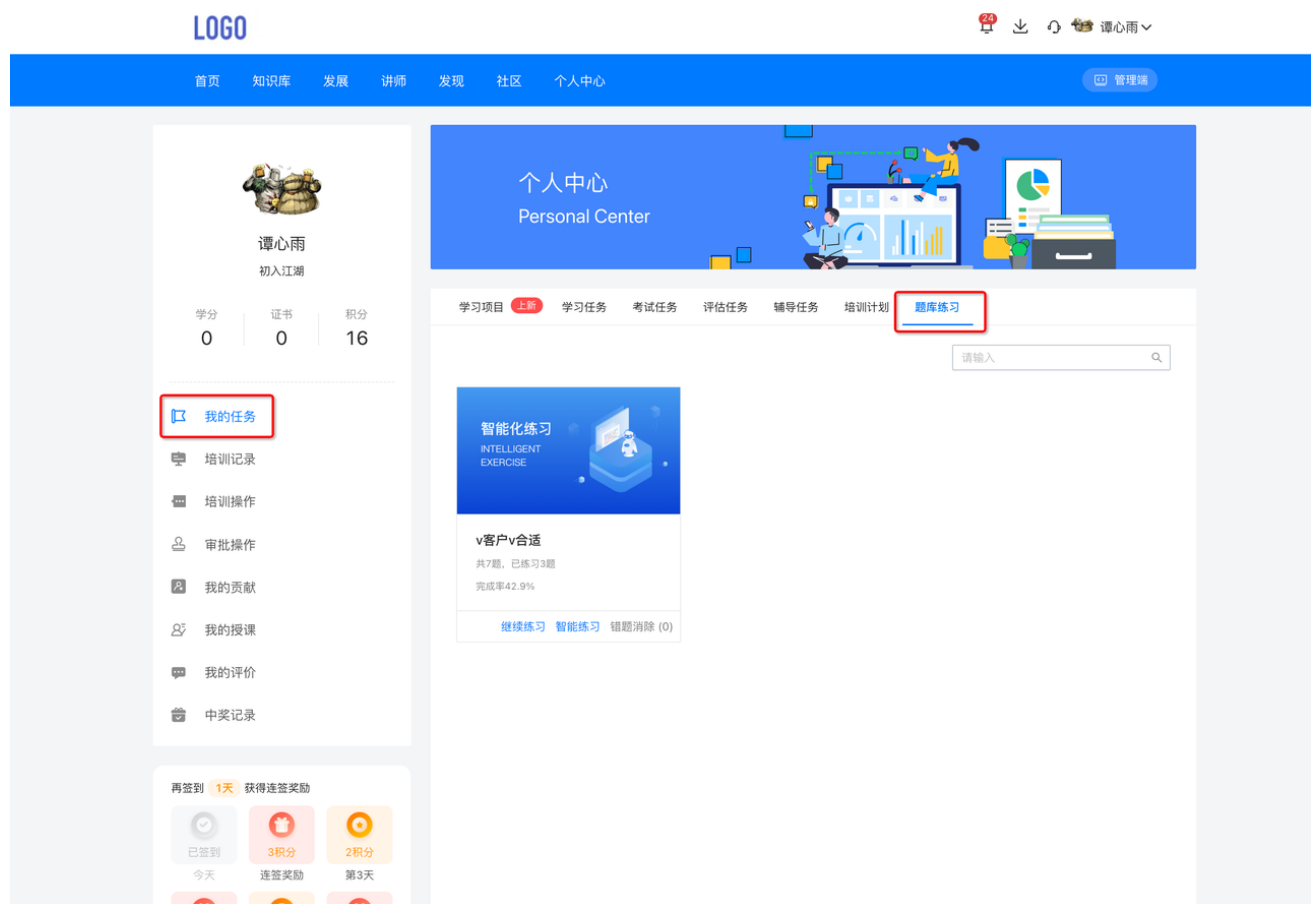 LOGO
24
谭心雨
首页 知识库 发展 讲师 发现 社区 个人中心 管理端
谭心雨
初入江湖
学分 证书 积分
0 0 16
我的任务
培训记录
培训操作
审批操作
我的贡献
我的授课
我的评价
中奖记录
再签到 1天 获得连签奖励
已签到 3积分 2积分
今天 连签奖励 第3天
个人中心
Personal Center
学习项目 上新 学习任务 考试任务 评估任务 辅导任务 培训计划 题库练习
请输入
智能化练习
INTELLIGENT
EXERCISE
v客户v合适
共7题，已练习3题
完成率42.9%
继续练习 智能练习 错题消除 (0)